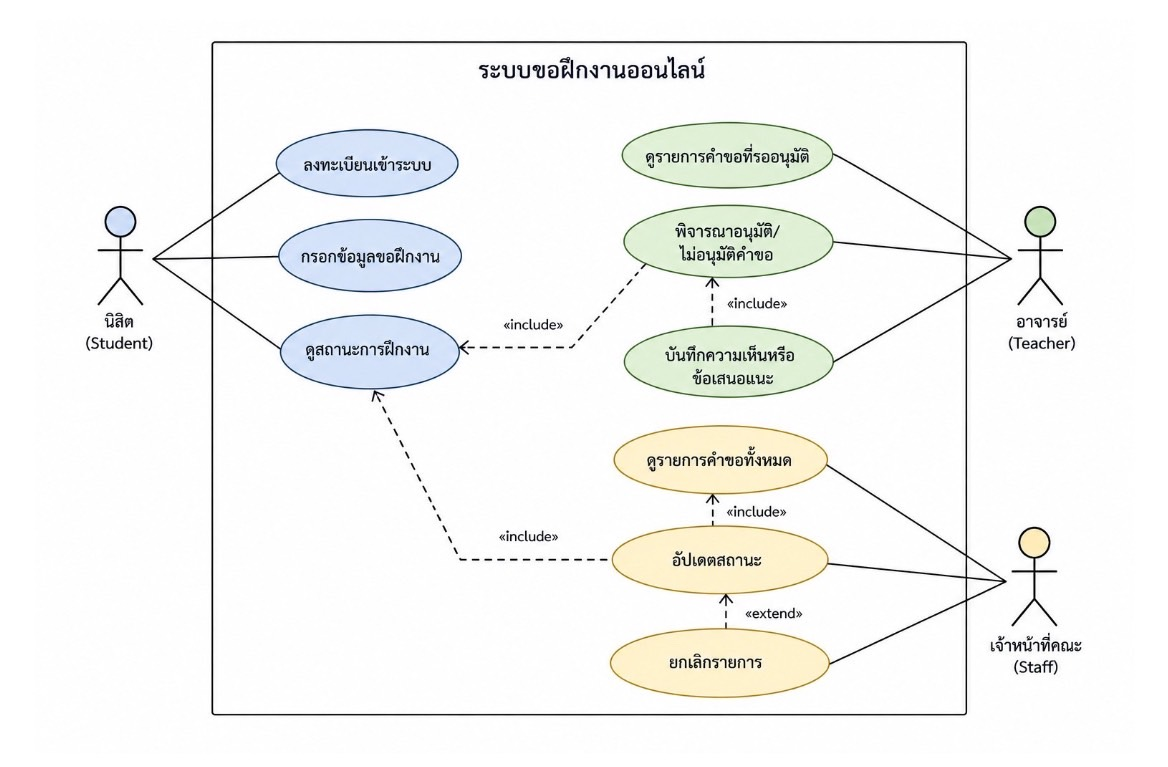 ระบบขอฝึกงานออนไลน์
ลงทะเบียนเข้าระบบ
กรอกข้อมูลขอฝึกงาน
ดูสถานะการฝึกงาน
นิสิต
(Student)
ดูรายการคำขอที่รออนุมัติ
พิจารณาอนุมัติ/
ไม่อนุมัติคำขอ
«include»
«include»
บันทึกความเห็นหรือ
ข้อเสนอแนะ
อาจารย์
(Teacher)
ดูรายการคำขอทั้งหมด
«include»
«include»
อัปเดตสถานะ
«extend»
ยกเลิกรายการ
เจ้าหน้าที่คณะ
(Staff)